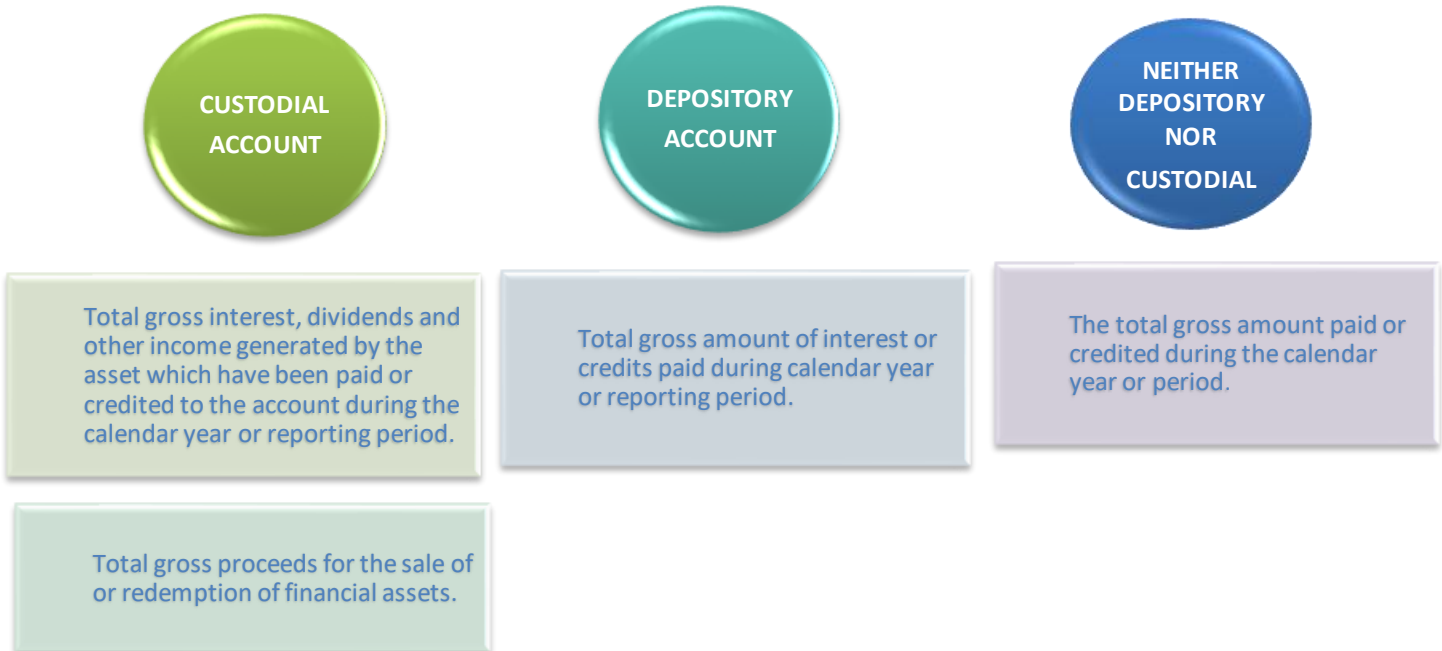 CUSTODIAL
ACCOUNT
Total gross interest, dividends and
other income generated by the
asset which have been paid or
credited to the account during the
calendar year or reporting period.
Total gross proceeds for the sale of
or redemption of financial assets.
DEPOSITORY
ACCOUNT
Total gross amount of interest or
credits paid during calendar year
or reporting period.
NEITHER
DEPOSITORY
NOR
CUSTODIAL
The total gross amount paid or
credited during the calendar
year or period.